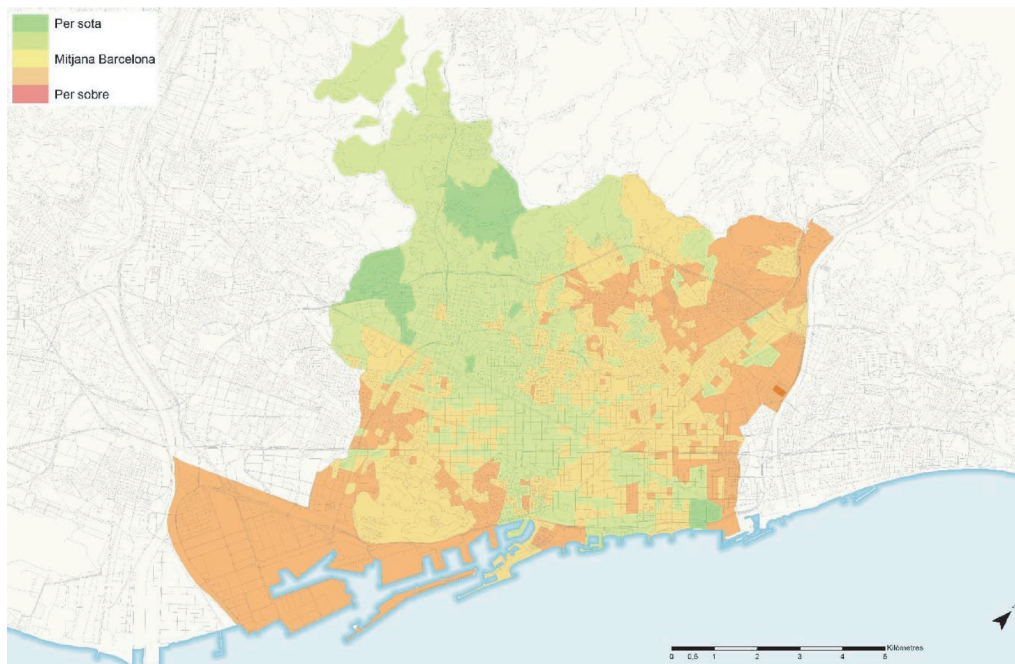 Per sota
Mitjana Barcelona
Per sobre
Kilòmetres
0 0,5 1 2 3 4 5